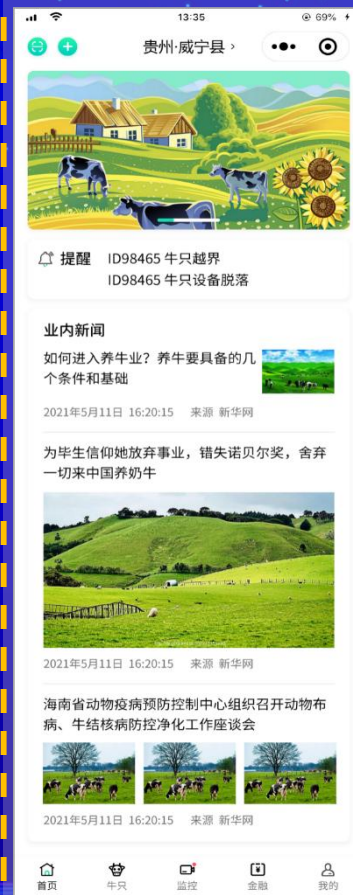 13:35
69%
贵州·威宁县
提醒
ID98465 牛只越界
ID98465 牛只设备脱落
业内新闻
如何进入养牛业？养牛要具备的几
个条件和基础
2021年5月11日 16:20:15 来源 新华网
为毕生信仰她放弃事业，错失诺贝尔奖，舍弃
一切来中国养奶牛
2021年5月11日 16:20:15 来源 新华网
海南省动物疫病预防控制中心组织召开动物布
病、牛结核病防控净化工作座谈会
2021年5月11日 16:20:15 来源 新华网
首页 牛只 监控 金融 我的